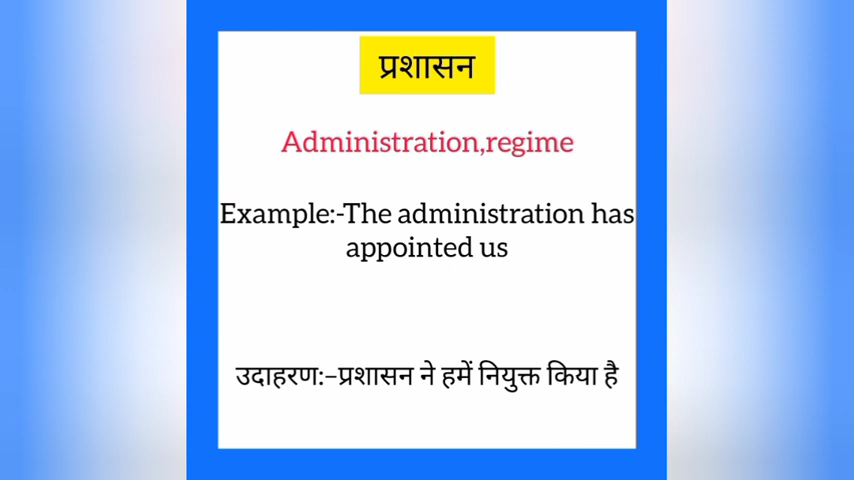 प्रशासन
Administration,regime
Example:-The administration has
appointed us
उदाहरण:–प्रशासन ने हमें नियुक्त किया है